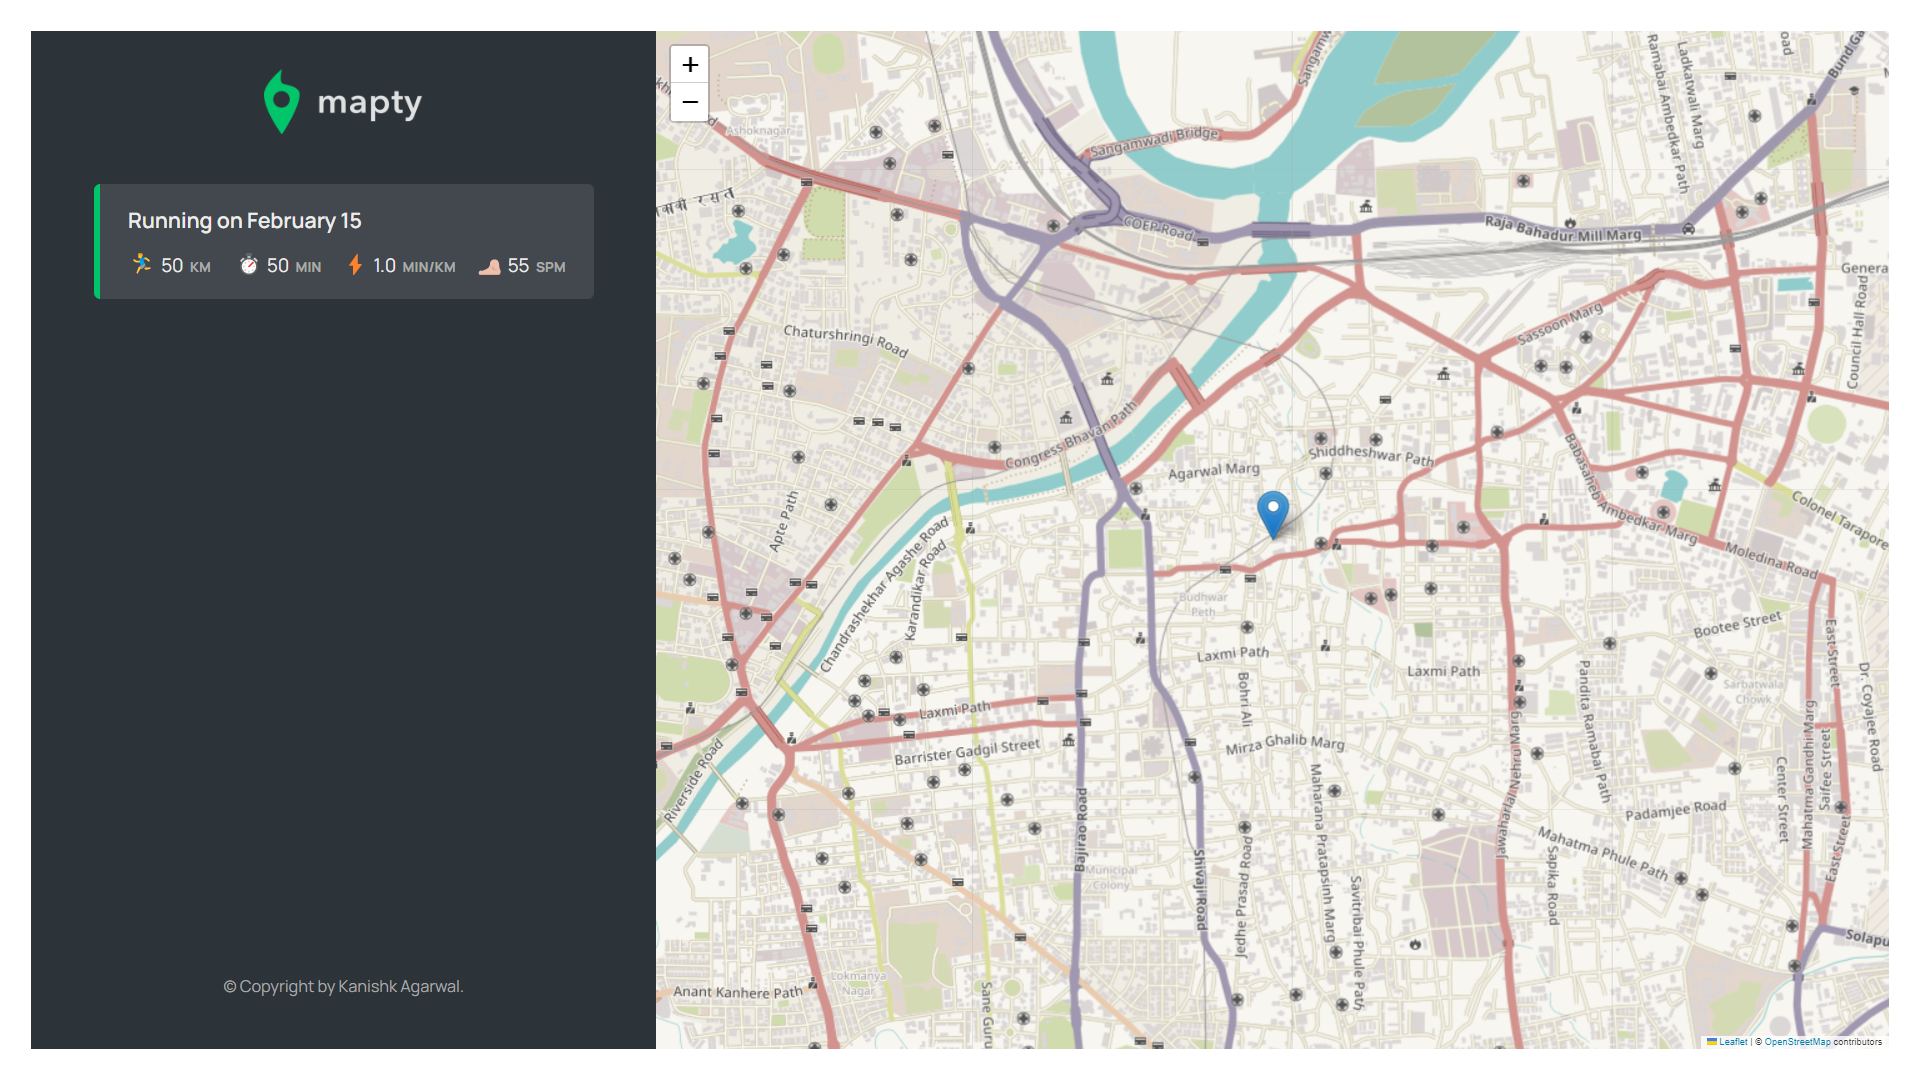 mapty
Running on February 15
50 KM
50 MIN
1.0 MIN/KM
55 SPM
© Copyright by Kanishk Agarwal.
+
−
Ashoknagar
Sangamwadi Bridge
COEP Road
Raja Bahadur Mill Marg
Ramabai Ambedkar Path
Ladkatwali Marg
Chaturshringi Road
Sassoon Marg
Council Hall Road
Congress Bhavan Path
Agarwal Marg
Shiddheshwar Path
Babasaheb Ambedkar Marg
Colonel Tarapore
Moledina Road
Apte Path
Chandrashekhar Agashe Road
Karandikar Road
Budhwar
Peth
Laxmi Path
Laxmi Path
Bootee Street
East Street
Dr. Coyajee Road
Sarbatwala
Chowk
Bohri Ali
Pandita Ramabai Path
Laxmi Path
Barrister Gadgil Street
Mirza Ghalib Marg
Riverside Road
Jawaharlal Nehru Marg
Mahatma Gandhi Marg
Saifee Street
Center Street
Padamjee Road
Mahatma Phule Path
East Street
Bajirao Road
Shivaji Road
Jedhe Prasad Road
Maharana Pratapsinh Marg
Savitribai Phule Path
Sapika Road
Municipal
Colony
Lokmanya
Nagar
Anant Kanhere Path
Sane Guru
Solapu
Leaflet | © OpenStreetMap contributors